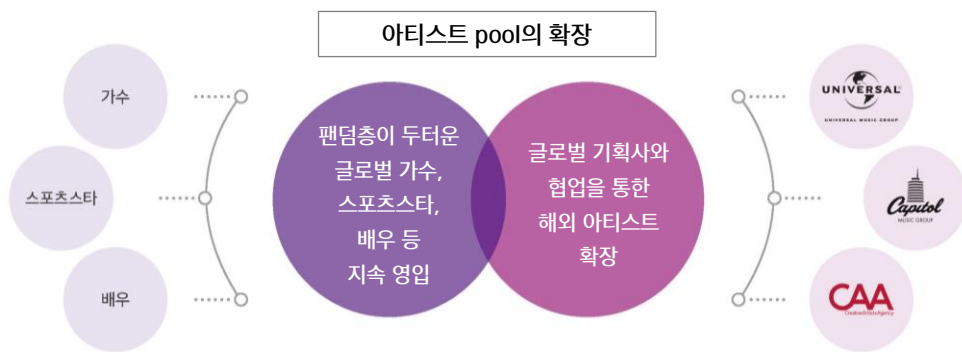 아티스트 pool의 확장
가수
스포츠스타
배우
팬덤층이 두터운
글로벌 가수,
스포츠스타,
배우 등
지속 영입
글로벌 기획사와
협업을 통한
해외 아티스트
확장
UNIVERSAL
UNIVERSAL MUSIC GROUP
Capitol
MUSIC GROUP
CAA
CreativeArtistsAgency